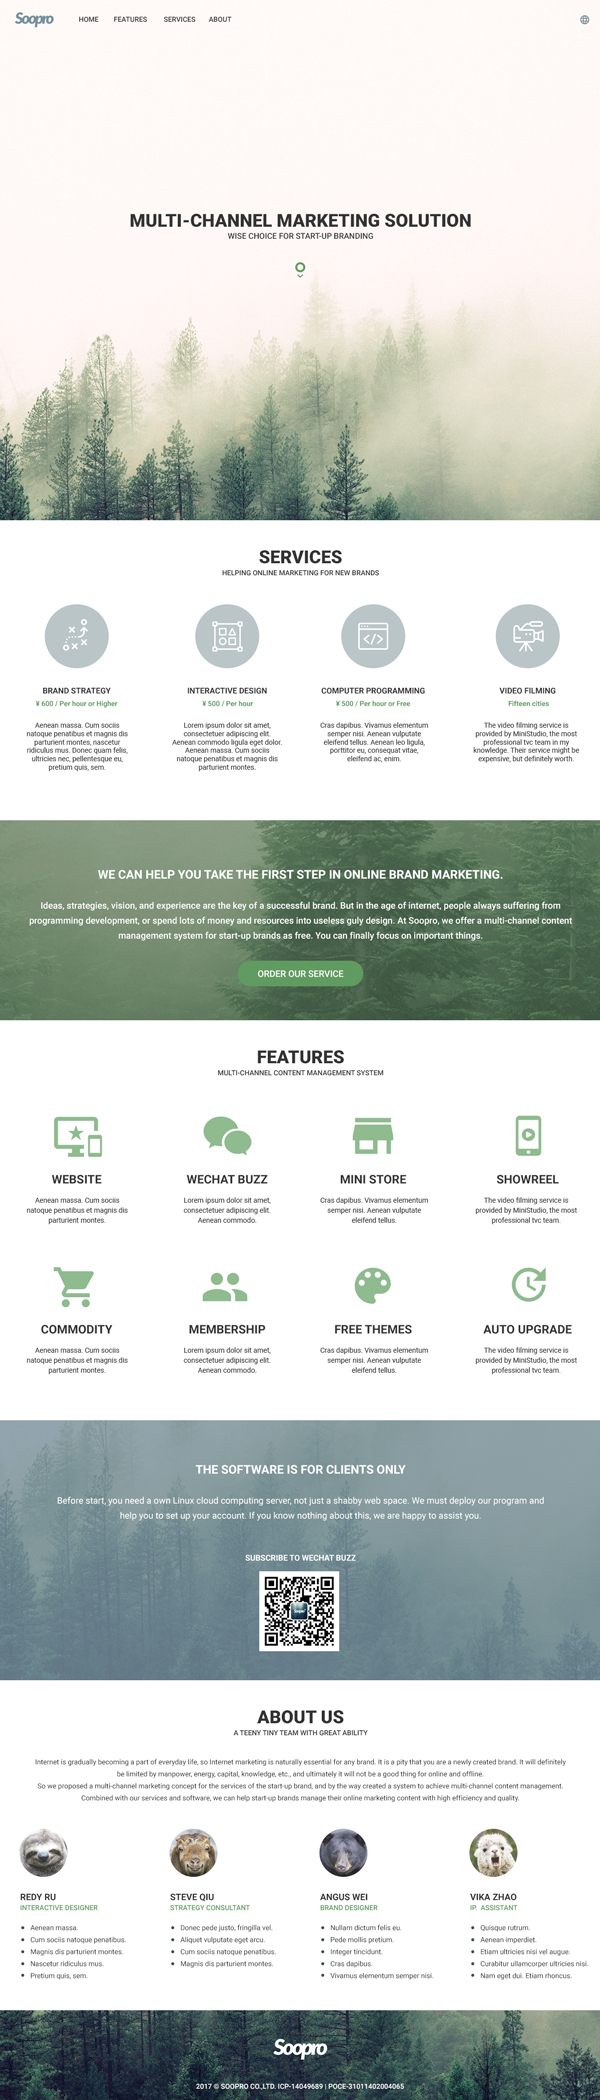 Soopro
HOME FEATURES SERVICES ABOUT
MULTI-CHANNEL MARKETING SOLUTION
WISE CHOICE FOR START-UP BRANDING
SERVICES
HELPING ONLINE MARKETING FOR NEW BRANDS
BRAND STRATEGY
¥ 600 / Per hour or Higher
Aenean massa. Cum sociis
natoque penatibus et magnis dis
parturient montes, nascetur
ridiculus mus. Donec quam felis,
ultricies nec, pellentesque eu,
pretium quis, sem.
INTERACTIVE DESIGN
¥ 500 / Per hour
Lorem ipsum dolor sit amet,
consectetuer adipiscing elit.
Aenean commodo ligula eget dolor.
Aenean massa. Cum sociis
natoque penatibus et magnis dis
parturient montes.
COMPUTER PROGRAMMING
¥ 500 / Per hour or Free
Cras dapibus. Vivamus elementum
semper nisi. Aenean vulputate
eleifend tellus. Aenean leo ligula,
porttitor eu, consequat vitae,
eleifend ac, enim.
VIDEO FILMING
Fifteen cities
The video filming service is
provided by MiniStudio, the most
professional tvc team in my
knowledge. Their service might be
expensive, but definitely worth.
WE CAN HELP YOU TAKE THE FIRST STEP IN ONLINE BRAND MARKETING.
Ideas, strategies, vision, and experience are the key of a successful brand. But in the age of internet, people always suffering from
programming development, or spend lots of money and resources into useless guly design. At Soopro, we offer a multi-channel content
management system for start-up brands as free. You can finally focus on important things.
ORDER OUR SERVICE
FEATURES
MULTI-CHANNEL CONTENT MANAGEMENT SYSTEM
WEBSITE
Aenean massa. Cum sociis
natoque penatibus et magnis dis
parturient montes.
WECHAT BUZZ
Lorem ipsum dolor sit amet,
consectetuer adipiscing elit.
Aenean commodo.
MINI STORE
Cras dapibus. Vivamus elementum
semper nisi. Aenean vulputate
eleifend tellus.
SHOWREEL
The video filming service is
provided by MiniStudio, the most
professional tvc team.
COMMODITY
Aenean massa. Cum sociis
natoque penatibus et magnis dis
parturient montes.
MEMBERSHIP
Lorem ipsum dolor sit amet,
consectetuer adipiscing elit.
Aenean commodo.
FREE THEMES
Cras dapibus. Vivamus elementum
semper nisi. Aenean vulputate
eleifend tellus.
AUTO UPGRADE
The video filming service is
provided by MiniStudio, the most
professional tvc team.
THE SOFTWARE IS FOR CLIENTS ONLY
Before start, you need a own Linux cloud computing server, not just a shabby web space. We must deploy our program and
help you to set up your account. If you know nothing about this, we are happy to assist you.
SUBSCRIBE TO WECHAT BUZZ
ABOUT US
A TEENY TINY TEAM WITH GREAT ABILITY
Internet is gradually becoming a part of everyday life, so Internet marketing is naturally essential for any brand. It is a pity that you are a newly created brand. It will definitely
be limited by manpower, energy, capital, knowledge, etc., and ultimately it will not be a good thing for online and offline.
So we proposed a multi-channel marketing concept for the services of the start-up brand, and by the way created a system to achieve multi-channel content management.
Combined with our services and software, we can help start-up brands manage their online marketing content with high efficiency and quality.
REDY RU
INTERACTIVE DESIGNER
Aenean massa.
Cum sociis natoque penatibus.
Magnis dis parturient montes.
Nascetur ridiculus mus.
Pretium quis, sem.
STEVE QIU
STRATEGY CONSULTANT
Donec pede justo, fringilla vel.
Aliquet vulputate eget arcu.
Cum sociis natoque penatibus.
Magnis dis parturient montes.
ANGUS WEI
BRAND DESIGNER
Nullam dictum felis eu.
Pede mollis pretium.
Integer tincidunt.
Cras dapibus.
Vivamus elementum semper nisi.
VIKA ZHAO
IP. ASSISTANT
Quisque rutrum.
Aenean imperdiet.
Etiam ultricies nisi vel augue.
Curabitur ullamcorper ultricies nisi.
Nam eget dui. Etiam rhoncus.
Soopro
2017 © SOOPRO CO.,LTD. ICP-14049689 | POCE-31011402004065